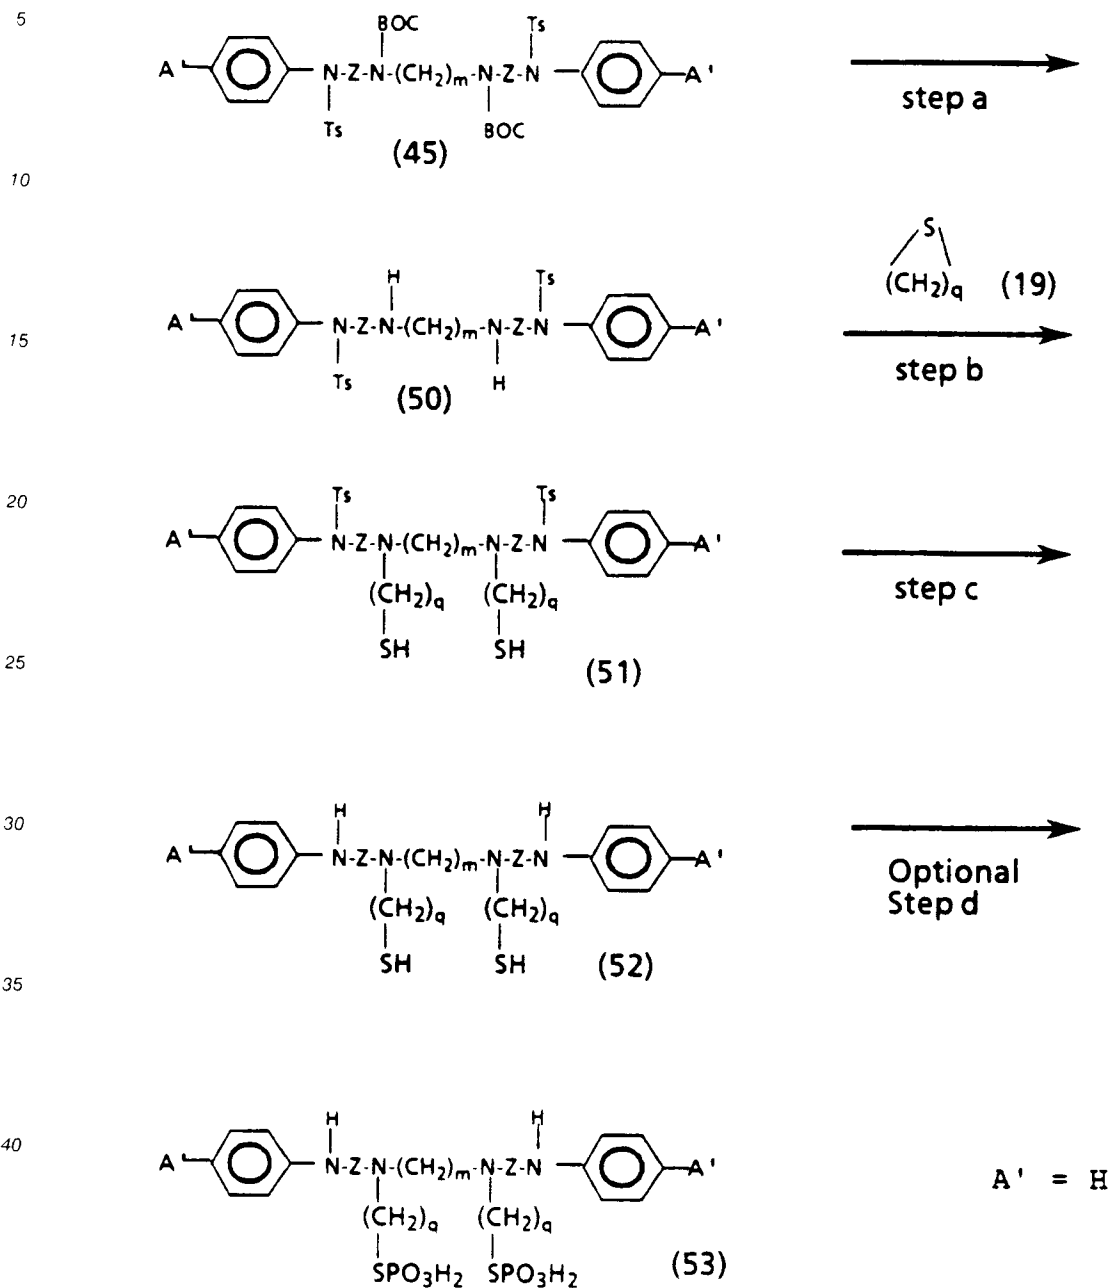 5
BOC Ts
A' N-Z-N-(CH2)m-N-Z-N A'
step a
Ts BOC
(45)
10
S
(CH2)q (19)
H Ts
A' N-Z-N-(CH2)m-N-Z-N A'
15
step b
Ts H
(50)
20
Ts Ts
A' N-Z-N-(CH2)m-N-Z-N A'
step c
(CH2)q (CH2)q
SH SH
25
(51)
30
H H
A' N-Z-N-(CH2)m-N-Z-N A'
Optional
Step d
(CH2)q (CH2)q
SH SH
(52)
35
40
H H
A' N-Z-N-(CH2)m-N-Z-N A'
A' = H
(CH2)q (CH2)q
SPO3H2 SPO3H2
(53)